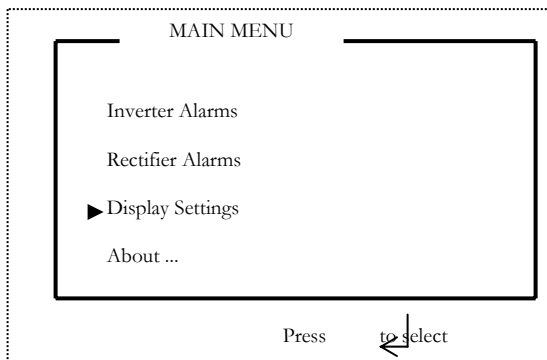 MAIN MENU
Inverter Alarms
Rectifier Alarms
Display Settings
About ...
Press to select